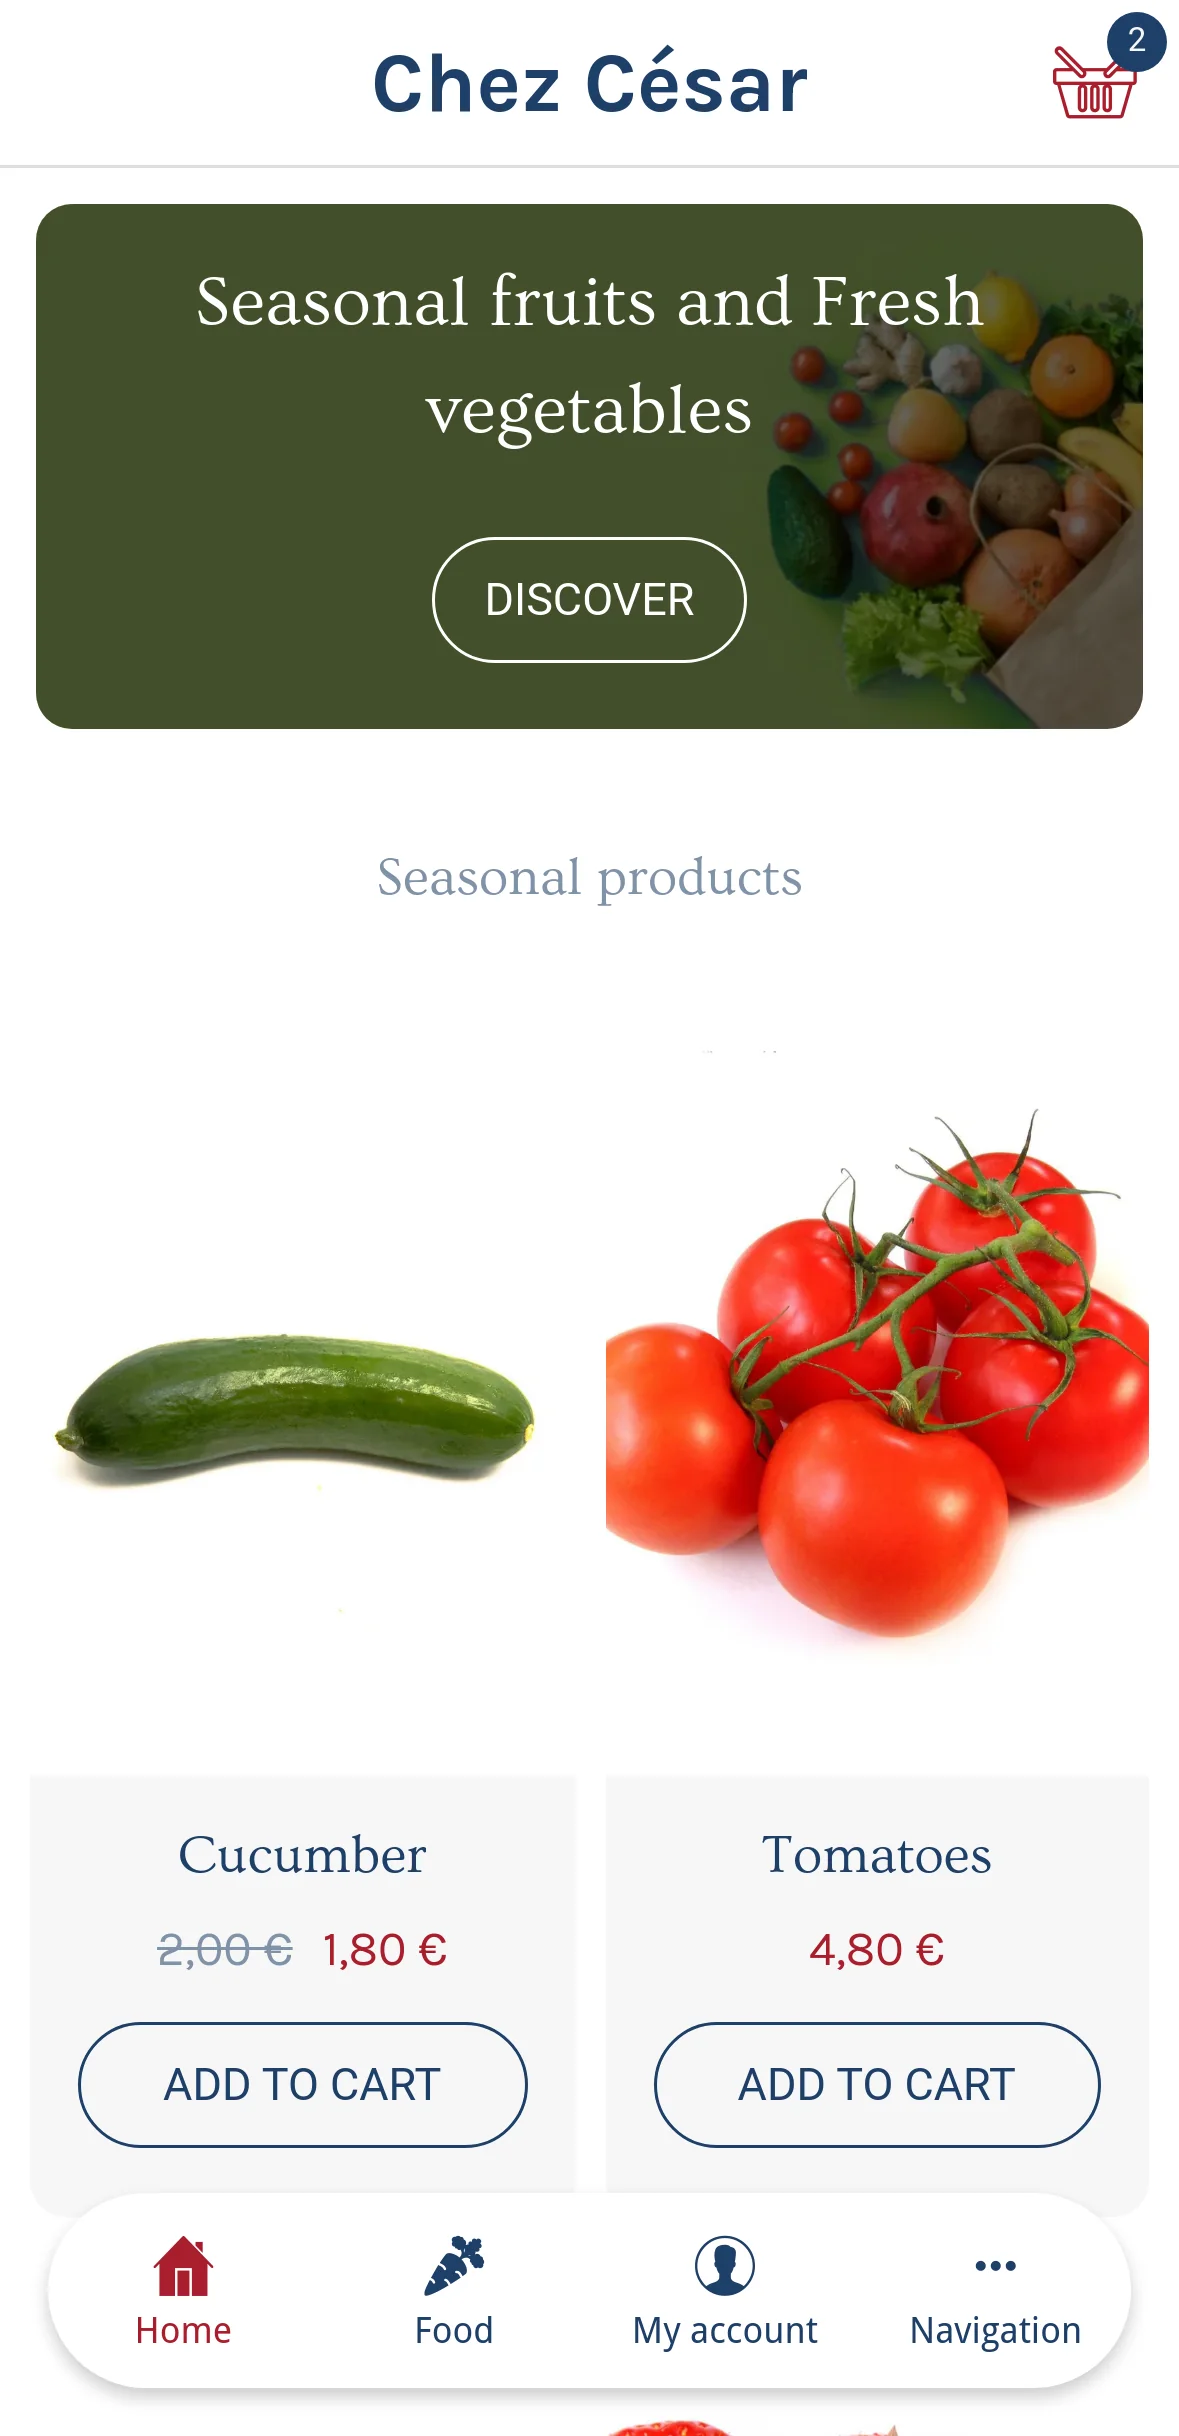 Chez César
2
Seasonal fruits and Fresh
vegetables
DISCOVER
Seasonal products
Cucumber
2,00 € 1,80 €
ADD TO CART
Tomatoes
4,80 €
ADD TO CART
Home
Food
My account
Navigation